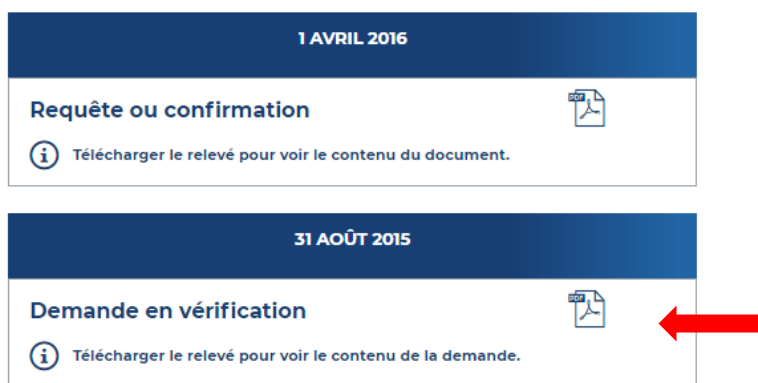 1 AVRIL 2016
Requête ou confirmation
PDF
i Télécharger le relevé pour voir le contenu du document.
31 AOÛT 2015
Demande en vérification
PDF
i Télécharger le relevé pour voir le contenu de la demande.